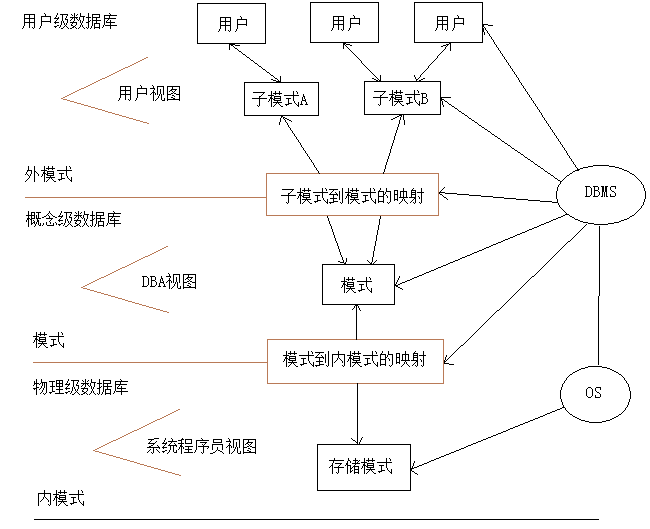 用户级数据库
用户
用户
用户
用户视图
子模式A
子模式B
外模式
子模式到模式的映射
DBMS
概念级数据库
DBA视图
模式
模式
模式到内模式的映射
物理级数据库
OS
系统程序员视图
存储模式
内模式